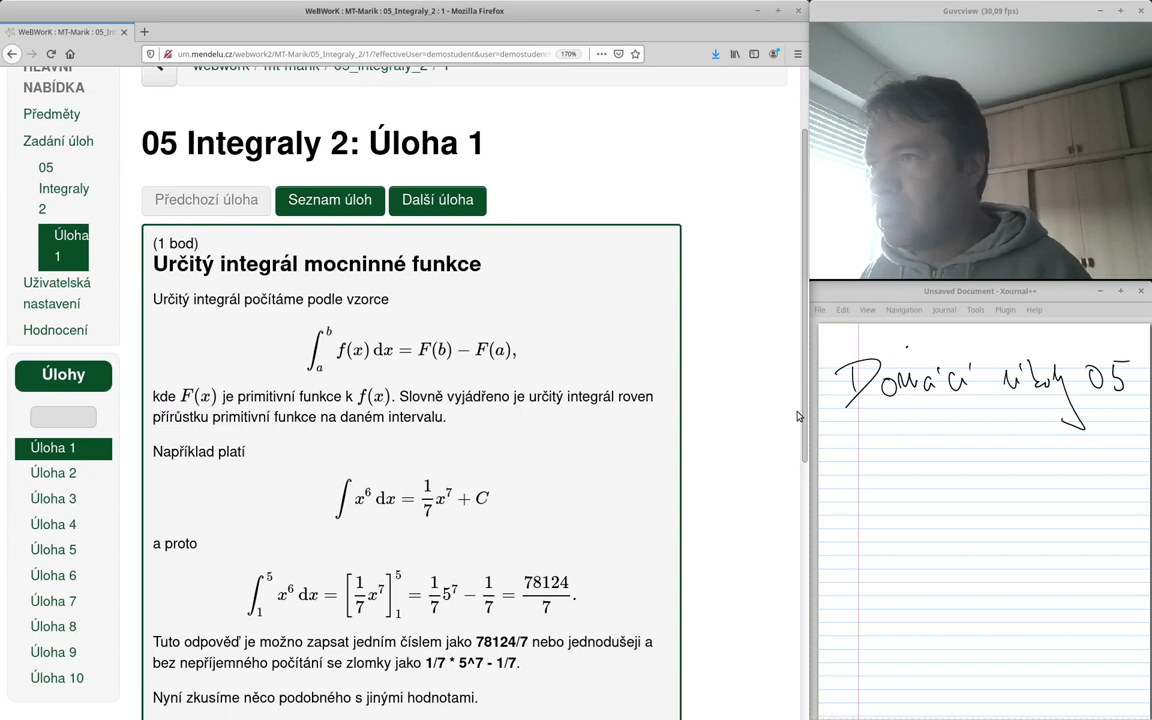 WeBWorK : MT-Marik : 05_Integraly_2 : 1 - Mozilla Firefox
WeBWorK : MT-Marik : 05_Int
um.mendelu.cz/webwork2/MT-Marik/05_Integraly_2/1/?effectiveUser=demostudent&user=demostudent
170%
HLAVNÍ
NABÍDKA
Předměty
Zadání úloh
05
Integraly
2
Úloha
1
Uživatelská
nastavení
Hodnocení
Úlohy
Úloha 1
Úloha 2
Úloha 3
Úloha 4
Úloha 5
Úloha 6
Úloha 7
Úloha 8
Úloha 9
Úloha 10
webwork / mt-marik / 05_integraly_2 / 1
05 Integraly 2: Úloha 1
Předchozí úloha Seznam úloh Další úloha
(1 bod)
Určitý integrál mocninné funkce
Určitý integrál počítáme podle vzorce
∫_a^b f(x) dx = F(b) − F(a),
kde F(x) je primitivní funkce k f(x). Slovně vyjádřeno je určitý integrál roven
přírůstku primitivní funkce na daném intervalu.
Například platí
∫ x^6 dx = 1/7 x^7 + C
a proto
∫_1^5 x^6 dx = [1/7 x^7]_1^5 = 1/7 5^7 − 1/7 = 78124/7.
Tuto odpověď je možno zapsat jedním číslem jako 78124/7 nebo jednodušeji a
bez nepříjemného počítání se zlomky jako 1/7 * 5^7 - 1/7.
Nyní zkusíme něco podobného s jinými hodnotami.
Guvcview (30,09 fps)
Unsaved Document - Xournal++
File Edit View Navigation Journal Tools Plugin Help
Domácí úkoly 05